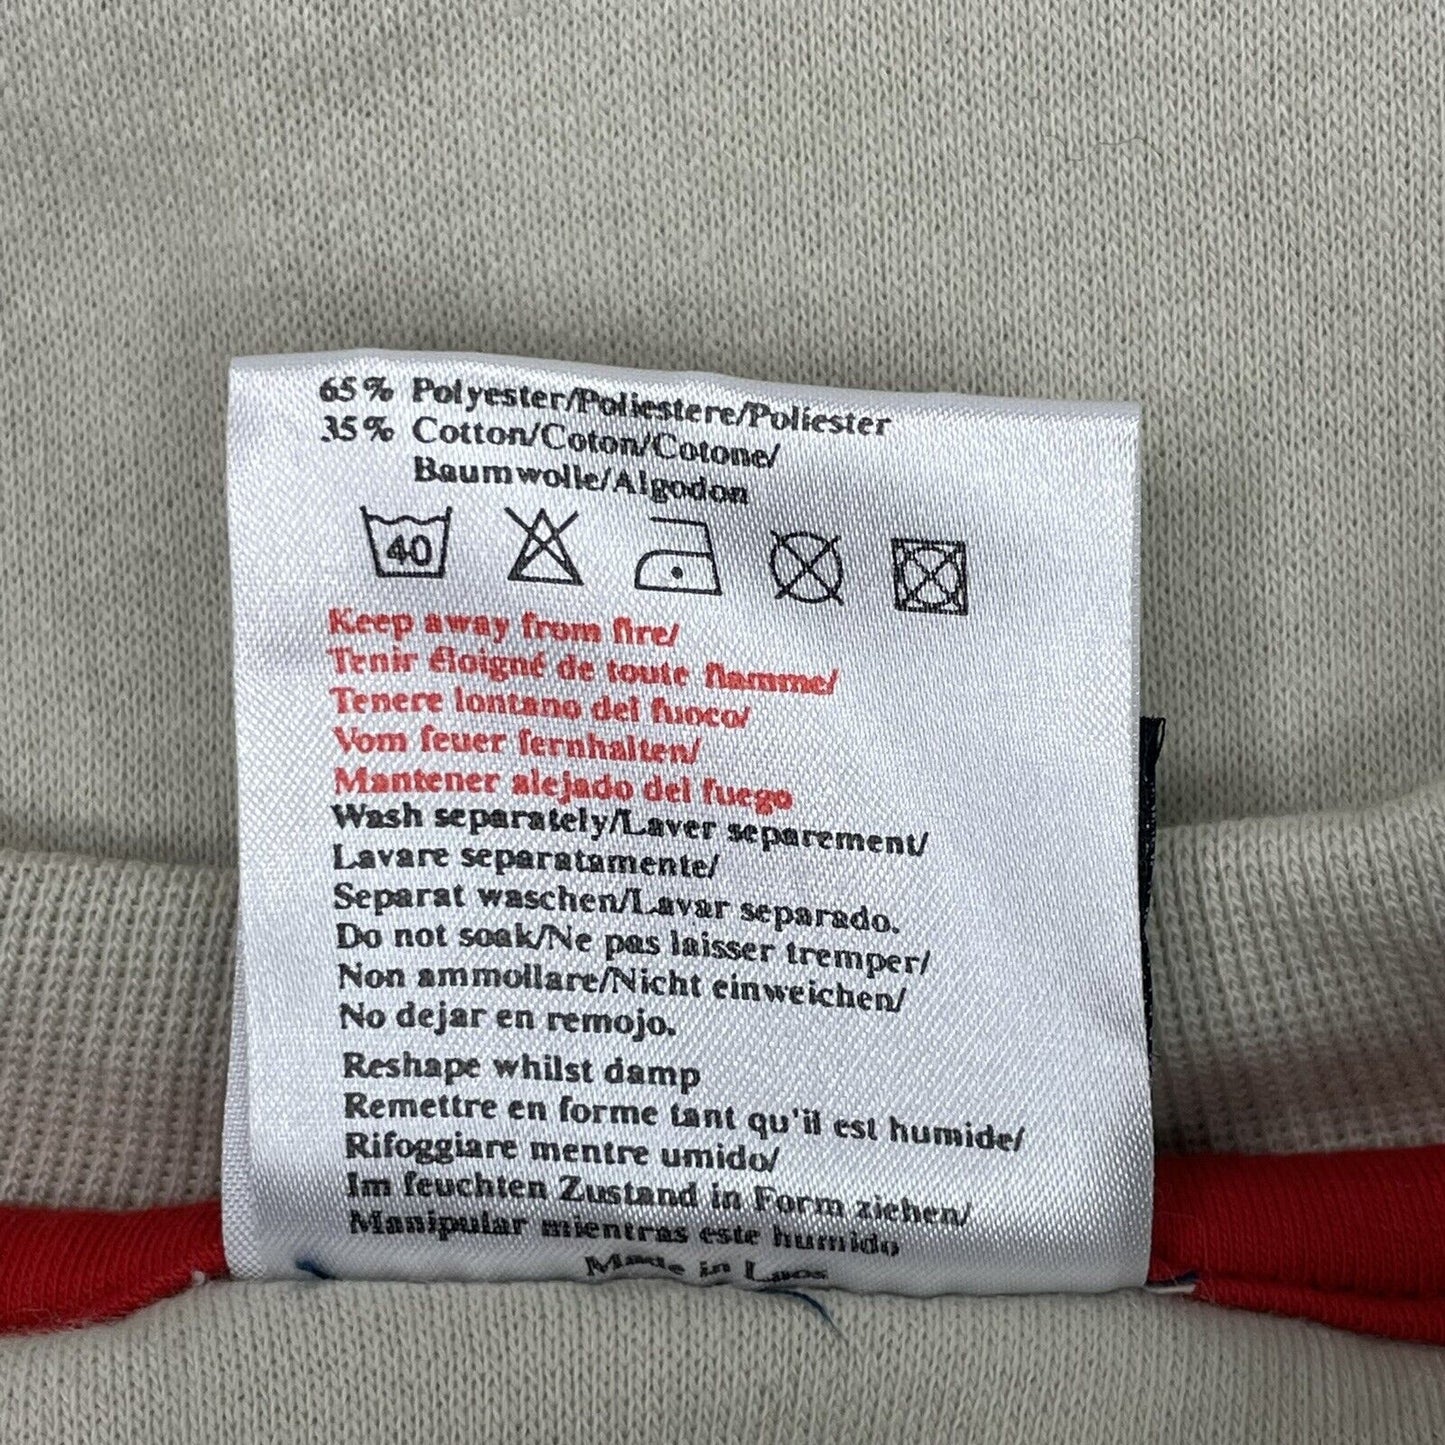 65% Polyester/Poliestere/Poliester
35% Cotton/Coton/Cotone/
Baumwolle/Algodon
40
Keep away from fire/
Tenir éloigné de toute flamme/
Tenere lontano del fuoco/
Vom feuer fernhalten/
Mantener alejado del fuego
Wash separately/Laver separement/
Lavare separatamente/
Separat waschen/Lavar separado.
Do not soak/Ne pas laisser tremper/
Non ammollare/Nicht einweichen/
No dejar en remojo.
Reshape whilst damp
Remettre en forme tant qu'il est humide/
Rifoggiare mentre umido/
Im feuchten Zustand in Form ziehen/
Manipular mientras este humido
Made in Laos